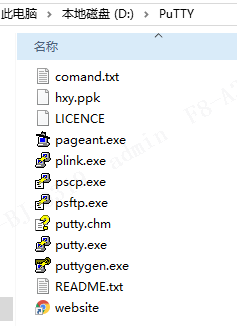 此电脑 > 本地磁盘 (D:) > PuTTY
名称
comand.txt
hxy.ppk
LICENCE
pageant.exe
plink.exe
pscp.exe
psftp.exe
putty.chm
putty.exe
puttygen.exe
README.txt
website